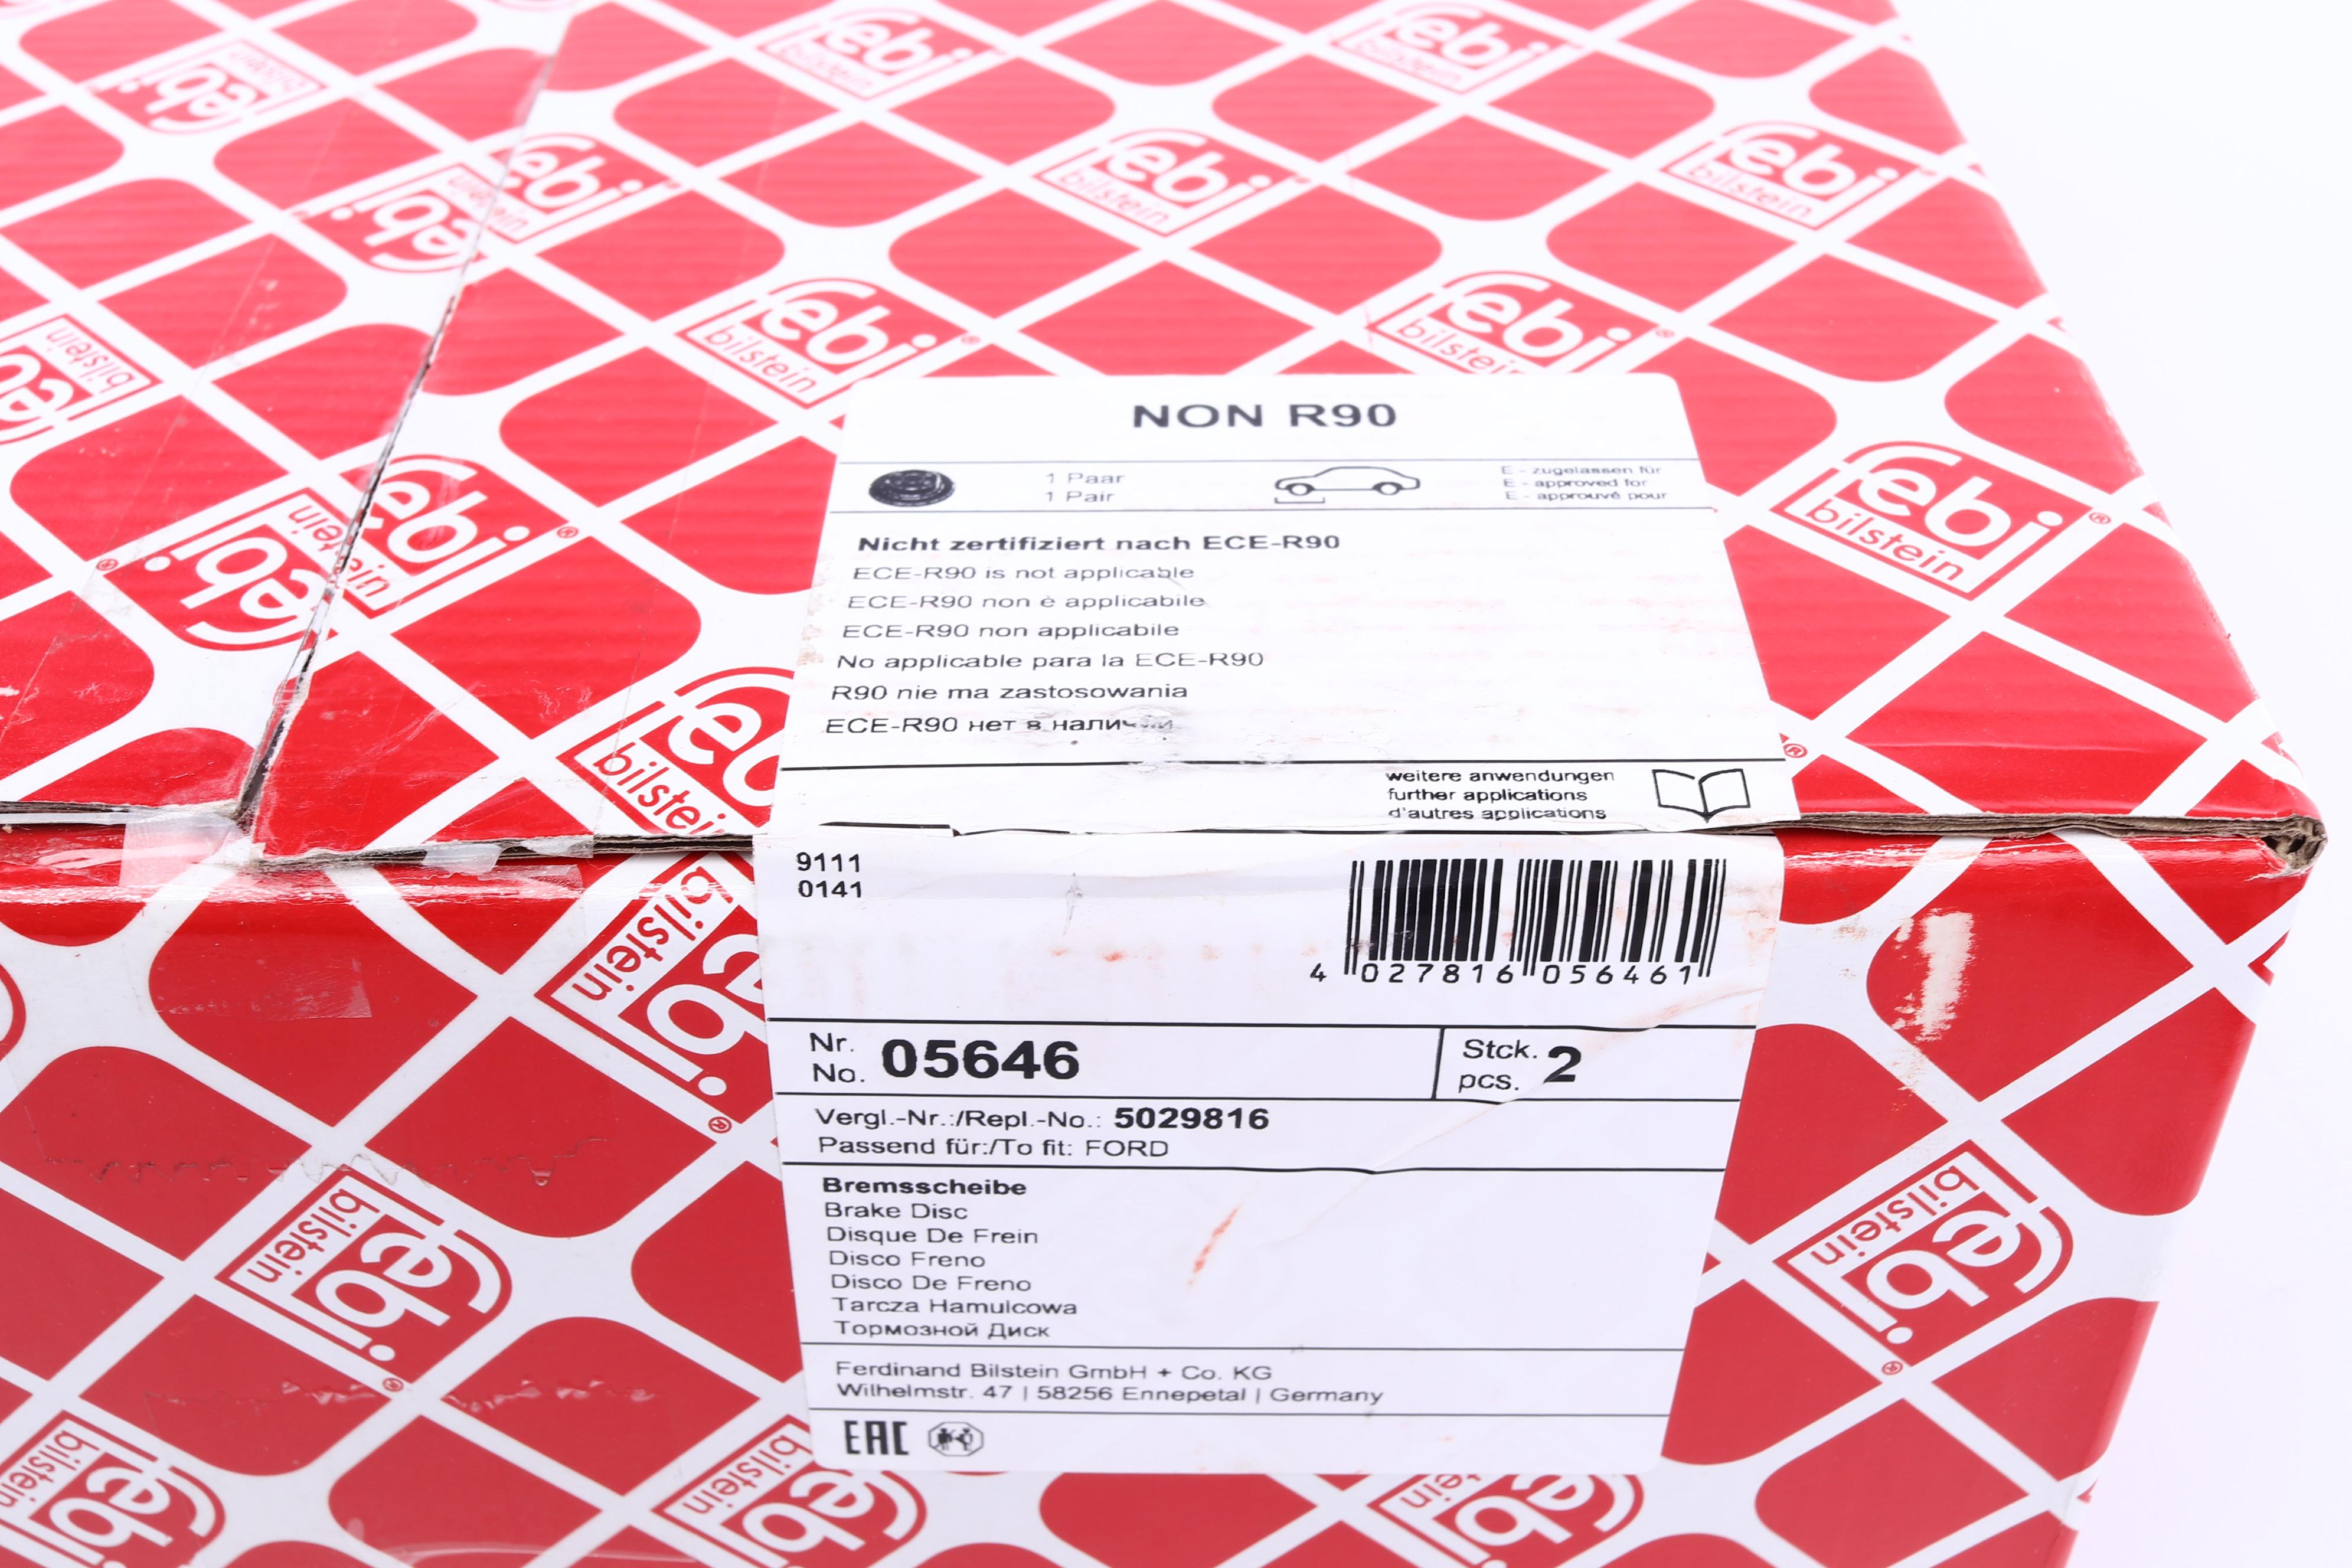 febi
bilstein
NON R90
1 Paar
1 Pair
E - zugelassen für
E - approved for
E - approuvé pour
Nicht zertifiziert nach ECE-R90
ECE-R90 is not applicable
ECE-R90 non è applicabile
ECE-R90 non applicabile
No applicable para la ECE-R90
R90 nie ma zastosowania
ECE-R90 нет в наличии
weitere anwendungen
further applications
d'autres applications
9111
0141
4 027816 056461
Nr.
No. 05646
Stck.
pcs. 2
Vergl.-Nr.:/Repl.-No.: 5029816
Passend für:/To fit: FORD
Bremsscheibe
Brake Disc
Disque De Frein
Disco Freno
Disco De Freno
Tarcza Hamulcowa
Тормозной Диск
Ferdinand Bilstein GmbH + Co. KG
Wilhelmstr. 47 | 58256 Ennepetal | Germany
EAC